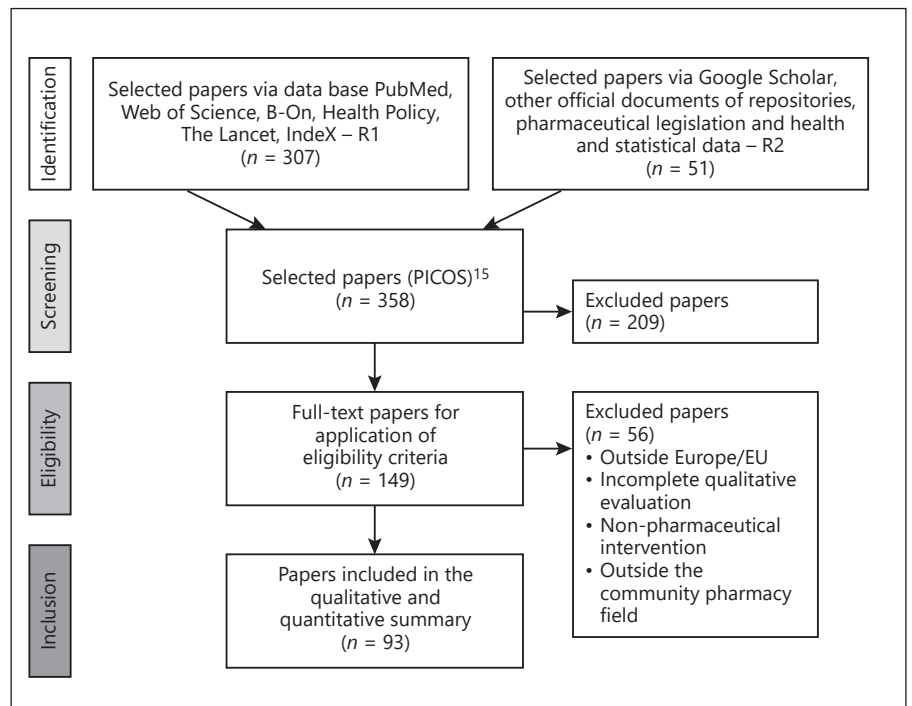 Identification
Selected papers via data base PubMed,
Web of Science, B-On, Health Policy,
The Lancet, IndeX – R1
(n = 307)
Selected papers via Google Scholar,
other official documents of repositories,
pharmaceutical legislation and health
and statistical data – R2
(n = 51)
Screening
Selected papers (PICOS)15
(n = 358)
Excluded papers
(n = 209)
Eligibility
Full-text papers for
application of
eligibility criteria
(n = 149)
Excluded papers
(n = 56)
• Outside Europe/EU
• Incomplete qualitative
evaluation
• Non-pharmaceutical
intervention
• Outside the
community pharmacy
field
Inclusion
Papers included in the
qualitative and
quantitative summary
(n = 93)